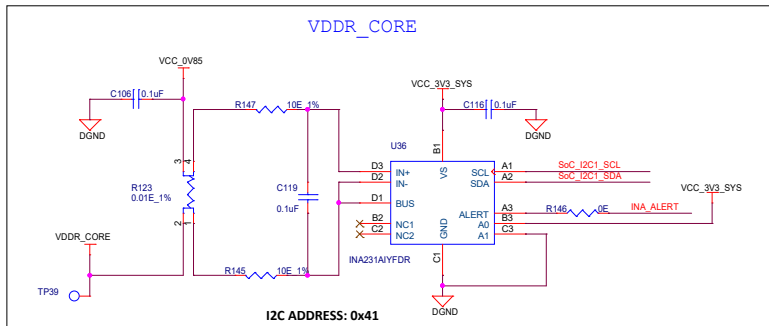 VDDR_CORE
VCC_0V85
C106 0.1uF
DGND
R147 10E_1%
VCC_3V3_SYS
C116 0.1uF
DGND
U36
3
4
R123
0.01E_1%
2
1
C119
0.1uF
D3 IN+
D2 IN-
D1 BUS
B2 NC1
C2 NC2
B1
VS
GND
C1
SCL A1 SoC_I2C1_SCL
SDA A2 SoC_I2C1_SDA
VCC_3V3_SYS
ALERT A3 R146 0E INA_ALERT
A0 B3
A1 C3
VDDR_CORE
TP39
R145 10E_1%
INA231AIYFDR
DGND
I2C ADDRESS: 0x41